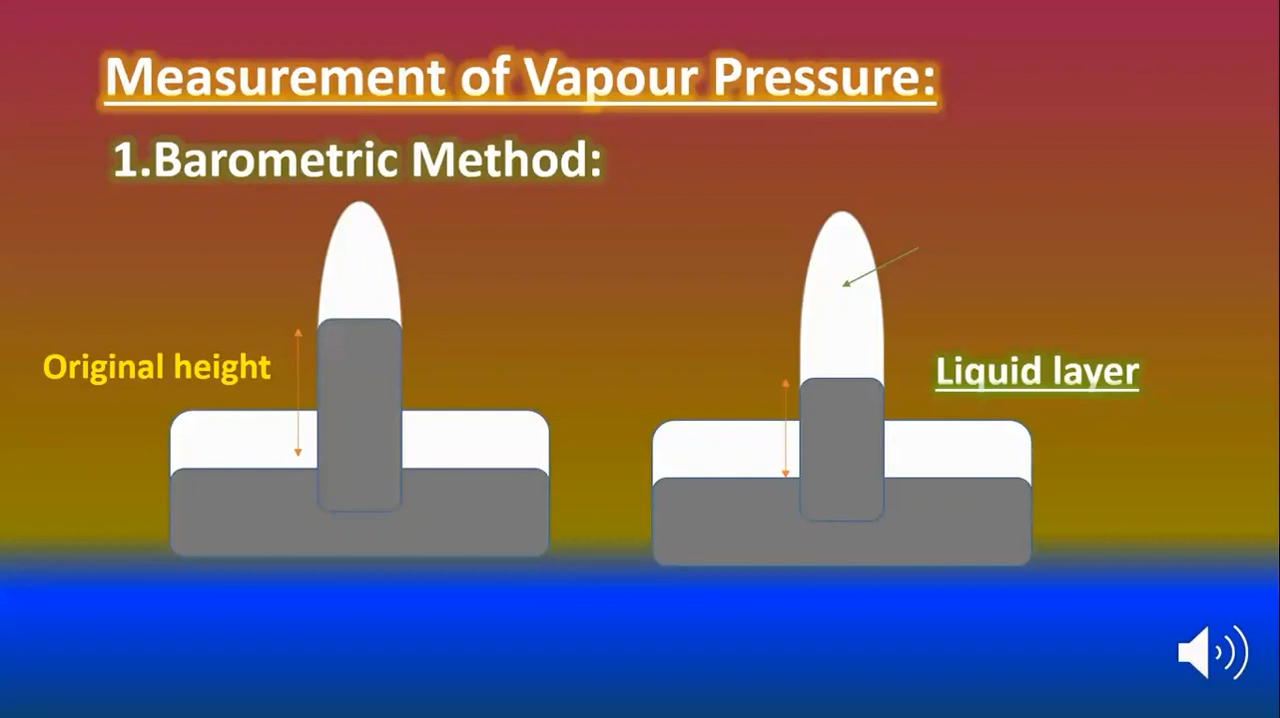 Measurement of Vapour Pressure:
1.Barometric Method:
Original height
Liquid layer